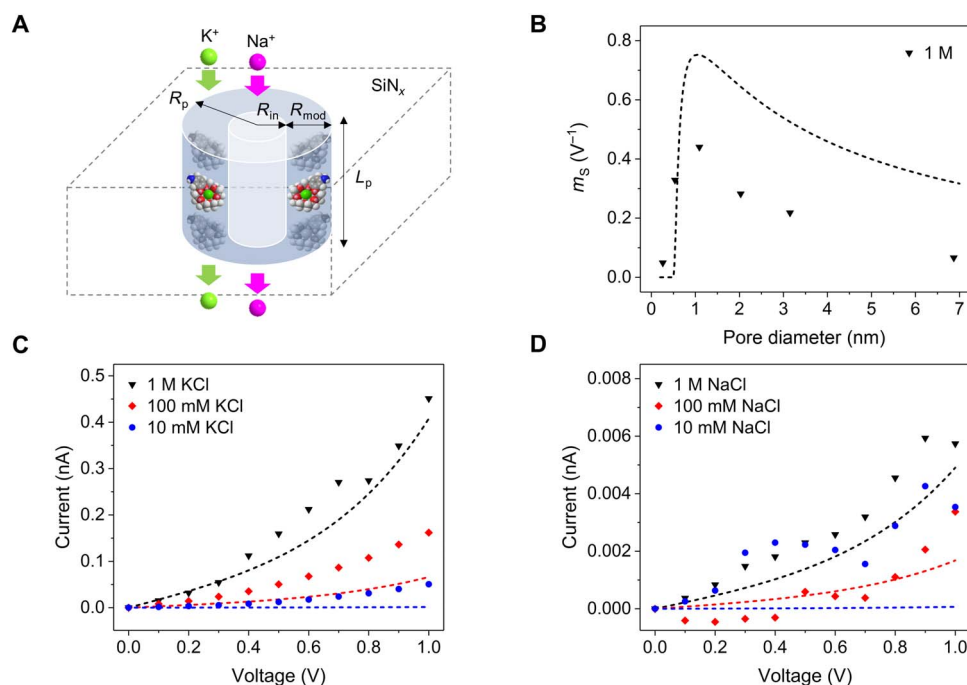 A
K+
Na+
SiNx
Rp
Rin
Rmod
Lp
B
1 M
mS (V−1)
0.8
0.6
0.4
0.2
0.0
0 1 2 3 4 5 6 7
Pore diameter (nm)
C
1 M KCl
100 mM KCl
10 mM KCl
Current (nA)
0.5
0.4
0.3
0.2
0.1
0.0
0.0 0.2 0.4 0.6 0.8 1.0
Voltage (V)
D
1 M NaCl
100 mM NaCl
10 mM NaCl
Current (nA)
0.008
0.006
0.004
0.002
0.000
0.0 0.2 0.4 0.6 0.8 1.0
Voltage (V)